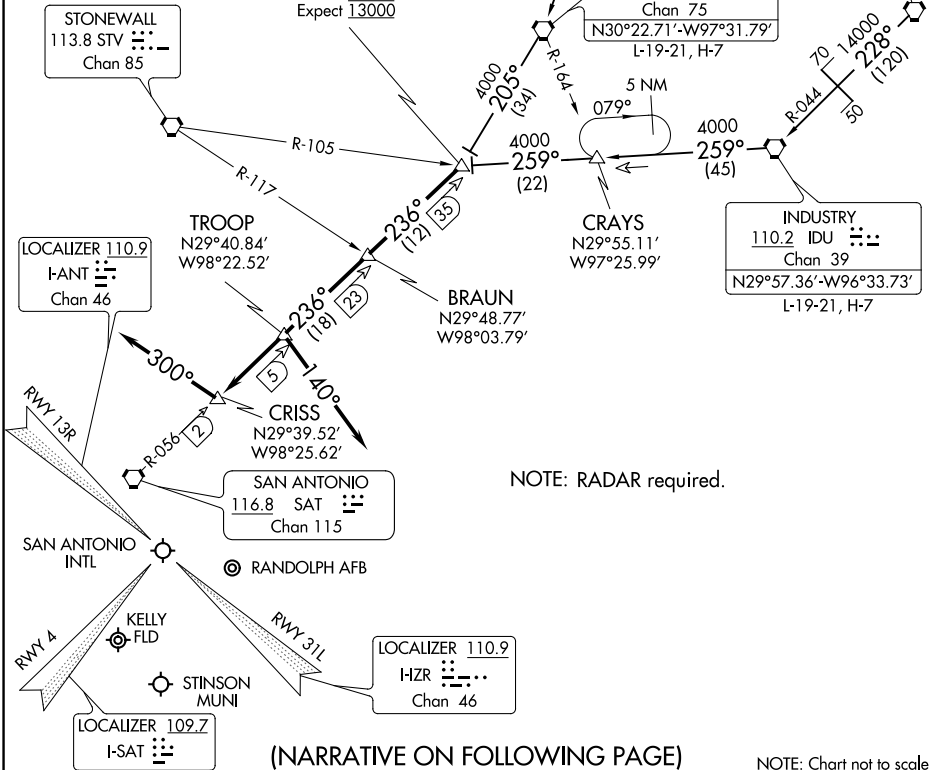 Expect 13000
STONEWALL
113.8 STV
Chan 85
Chan 75
N30°22.71'-W97°31.79'
L-19-21, H-7
R-164
4000
205°
(34)
5 NM
079°
70
14000
228°
(120)
R-044
50
R-105
R-117
4000
259°
(22)
4000
259°
(45)
CRAYS
N29°55.11'
W97°25.99'
INDUSTRY
110.2 IDU
Chan 39
N29°57.36'-W96°33.73'
L-19-21, H-7
TROOP
N29°40.84'
W98°22.52'
236°
(12)
35
BRAUN
N29°48.77'
W98°03.79'
236°
(18)
23
LOCALIZER 110.9
I-ANT
Chan 46
300°
5
140°
CRISS
N29°39.52'
W98°25.62'
R-056
2
RWY 13R
SAN ANTONIO
116.8 SAT
Chan 115
NOTE: RADAR required.
SAN ANTONIO
INTL
RANDOLPH AFB
KELLY
FLD
RWY 4
RWY 31L
STINSON
MUNI
LOCALIZER 110.9
I-IZR
Chan 46
LOCALIZER 109.7
I-SAT
(NARRATIVE ON FOLLOWING PAGE)
NOTE: Chart not to scale